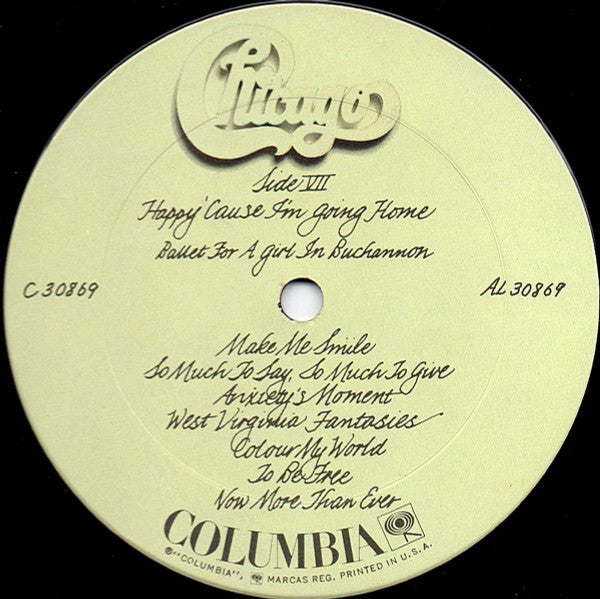 Chicago
Side VII
Happy 'Cause I'm Going Home
Ballet For A Girl In Buchannon
C 30869
AL 30869
Make Me Smile
So Much To Say, So Much To Give
Anxiety's Moment
West Virginia Fantasies
Colour My World
To Be Free
Now More Than Ever
COLUMBIA
® "COLUMBIA", MARCAS REG. PRINTED IN U.S.A.